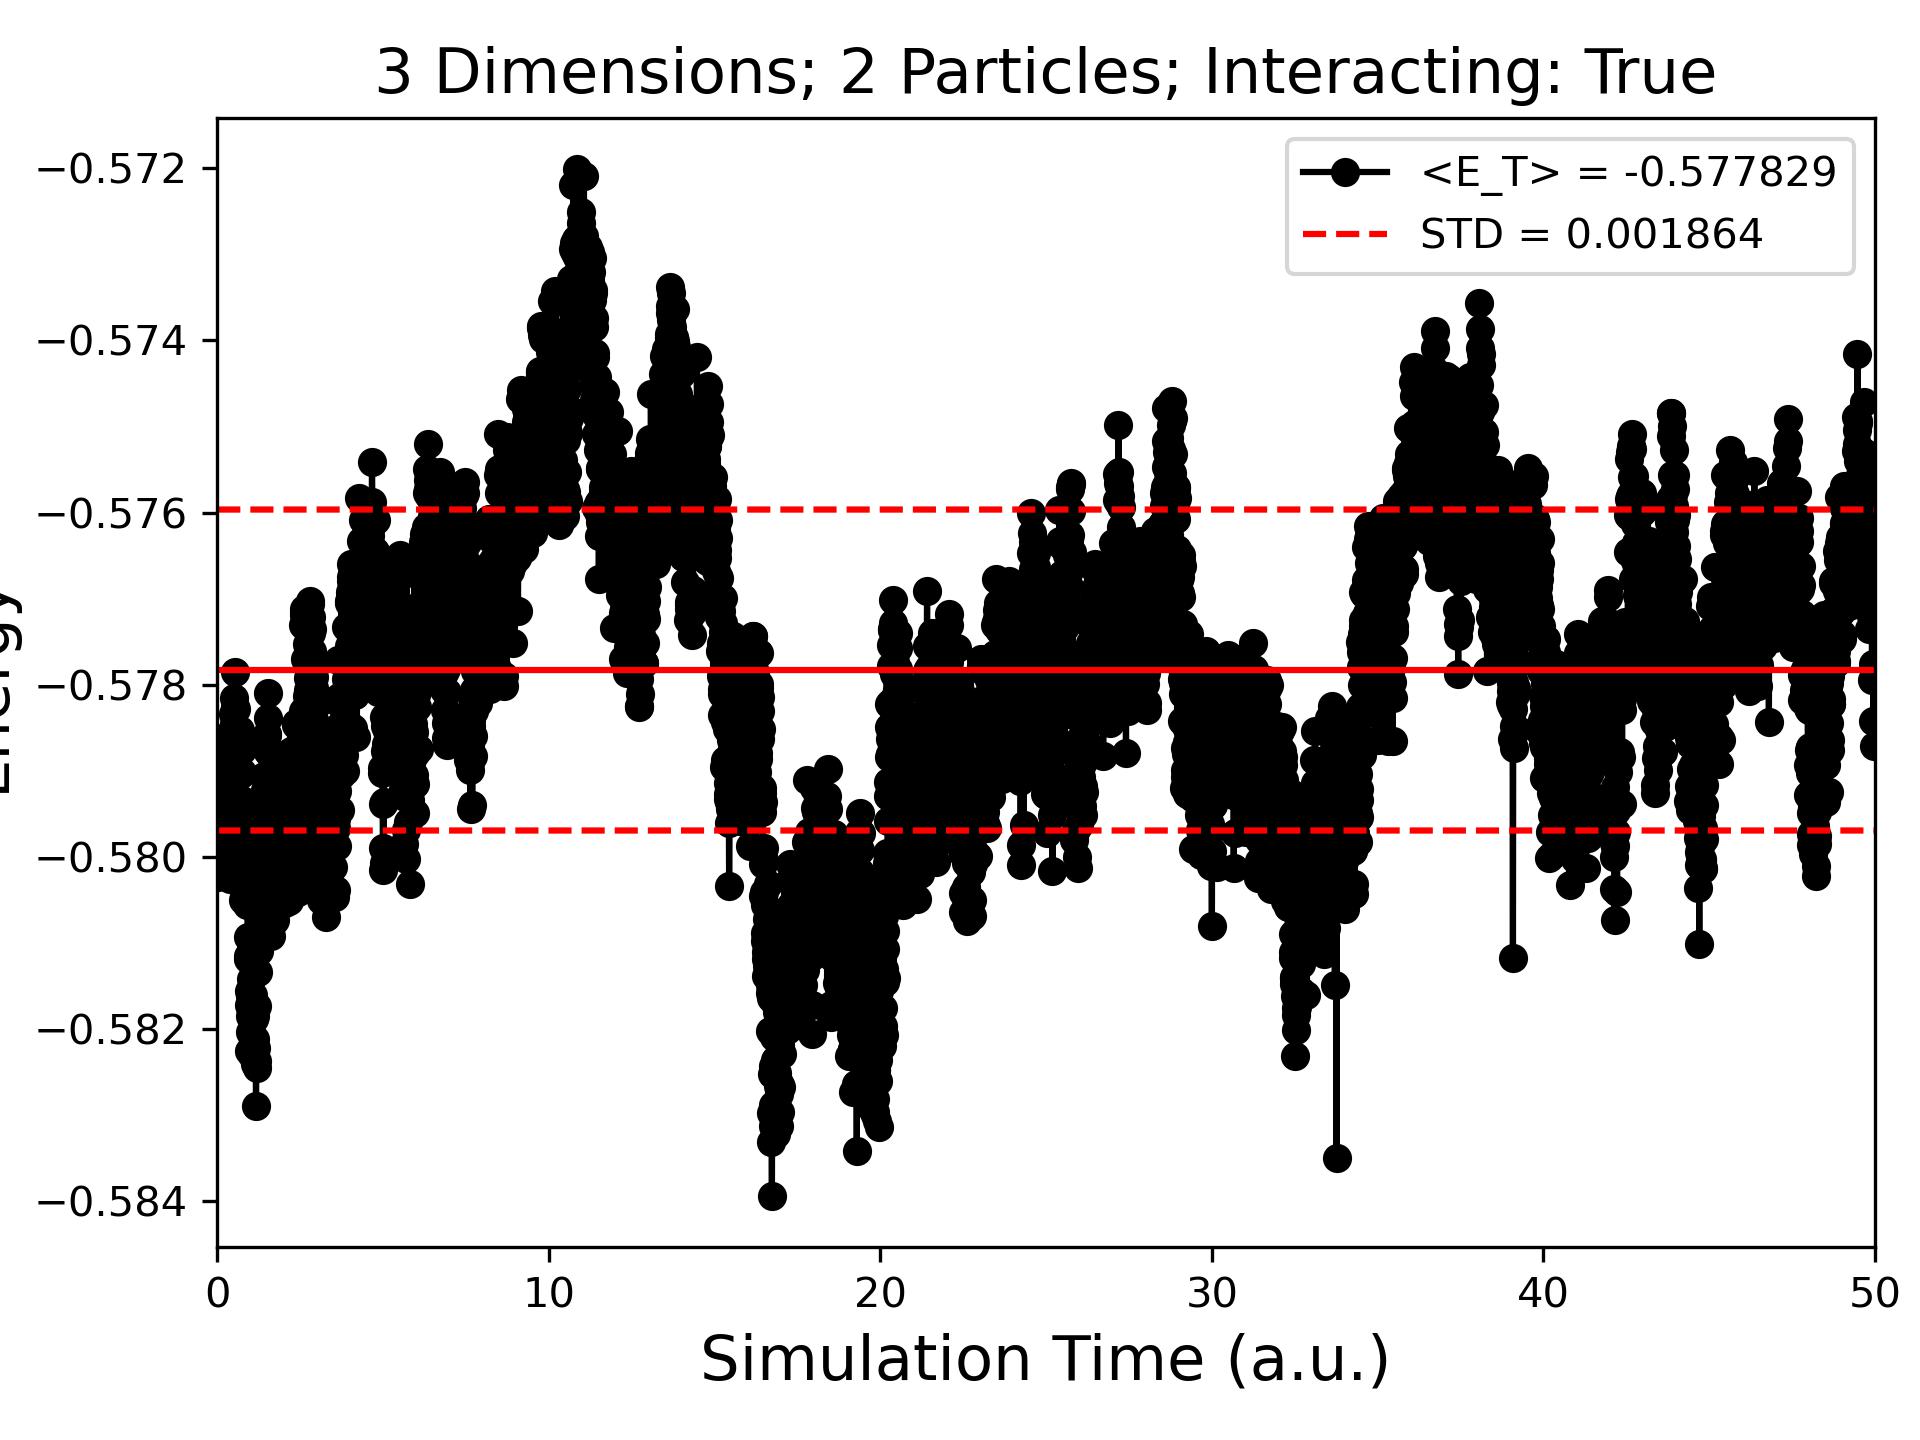 3 Dimensions; 2 Particles; Interacting: True
<E_T> = -0.577829
STD = 0.001864
−0.572
−0.574
−0.576
−0.578
−0.580
−0.582
−0.584
Energy
0 10 20 30 40 50
Simulation Time (a.u.)